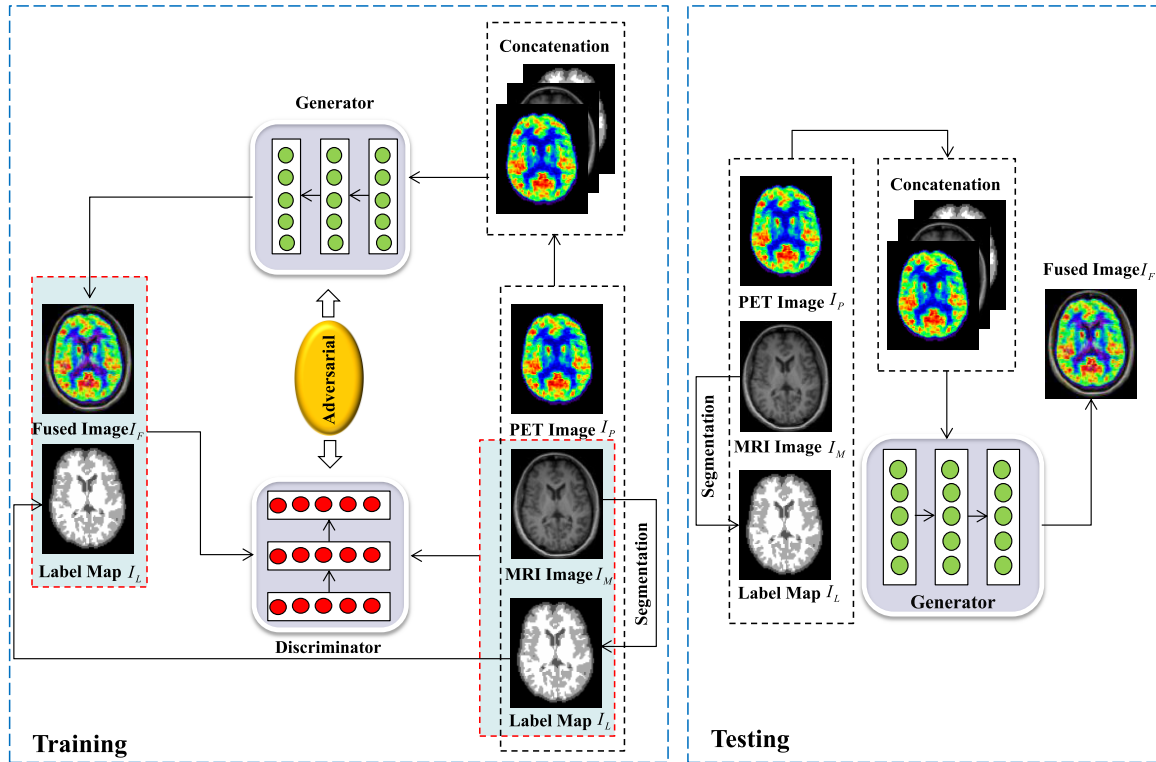 Concatenation
Generator
Adversarial
Fused Image I_F
Label Map I_L
Discriminator
PET Image I_P
MRI Image I_M
Segmentation
Label Map I_L
Training
Concatenation
PET Image I_P
MRI Image I_M
Segmentation
Label Map I_L
Fused Image I_F
Generator
Testing